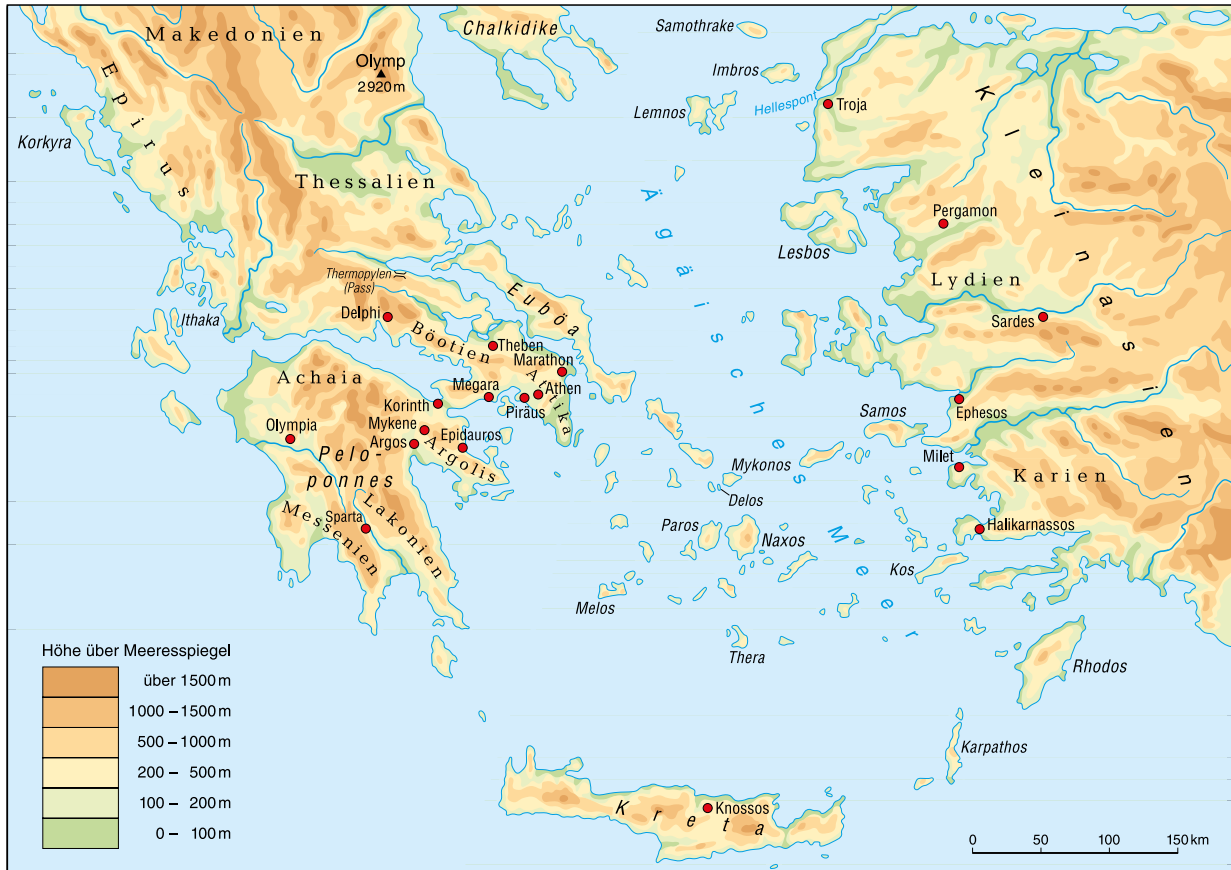 Makedonien
Chalkidike
Samothrake
Olymp
2920 m
Imbros
Epirus
Hellespont
Troja
Lemnos
Kleinasien
Korkyra
Thessalien
Ägäisches Meer
Pergamon
Lesbos
Thermopylen
(Pass)
Euböa
Lydien
Ithaka
Delphi
Sardes
Böotien
Theben
Marathon
Achaia
Megara
Attika
Athen
Korinth
Piräus
Ephesos
Samos
Mykene
Olympia
Argos
Epidauros
Argolis
Pelo-
ponnes
Milet
Mykonos
Karien
Delos
Messenien
Sparta
Lakonien
Paros
Naxos
Halikarnassos
Kos
Melos
Thera
Rhodos
Höhe über Meeresspiegel
über 1500 m
1000 – 1500 m
500 – 1000 m
200 – 500 m
100 – 200 m
0 – 100 m
Karpathos
Kreta
Knossos
0 50 100 150 km